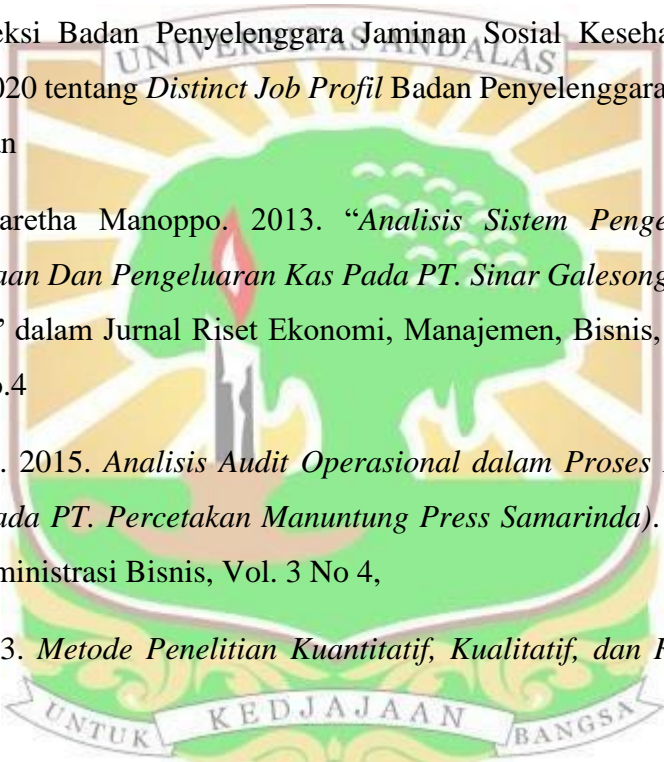 eksi Badan Penyelenggara Jaminan Sosial Keseha
UNIVERSITAS ANDALAS
020 tentang Distinct Job Profil Badan Penyelenggara
an
aretha Manoppo. 2013. “Analisis Sistem Penge
aan Dan Pengeluaran Kas Pada PT. Sinar Galesong
” dalam Jurnal Riset Ekonomi, Manajemen, Bisnis,
o.4
. 2015. Analisis Audit Operasional dalam Proses
ada PT. Percetakan Manuntung Press Samarinda).
ministrasi Bisnis, Vol. 3 No 4,
3. Metode Penelitian Kuantitatif, Kualitatif, dan
UNTUK KEDJAJAAN BANGSA